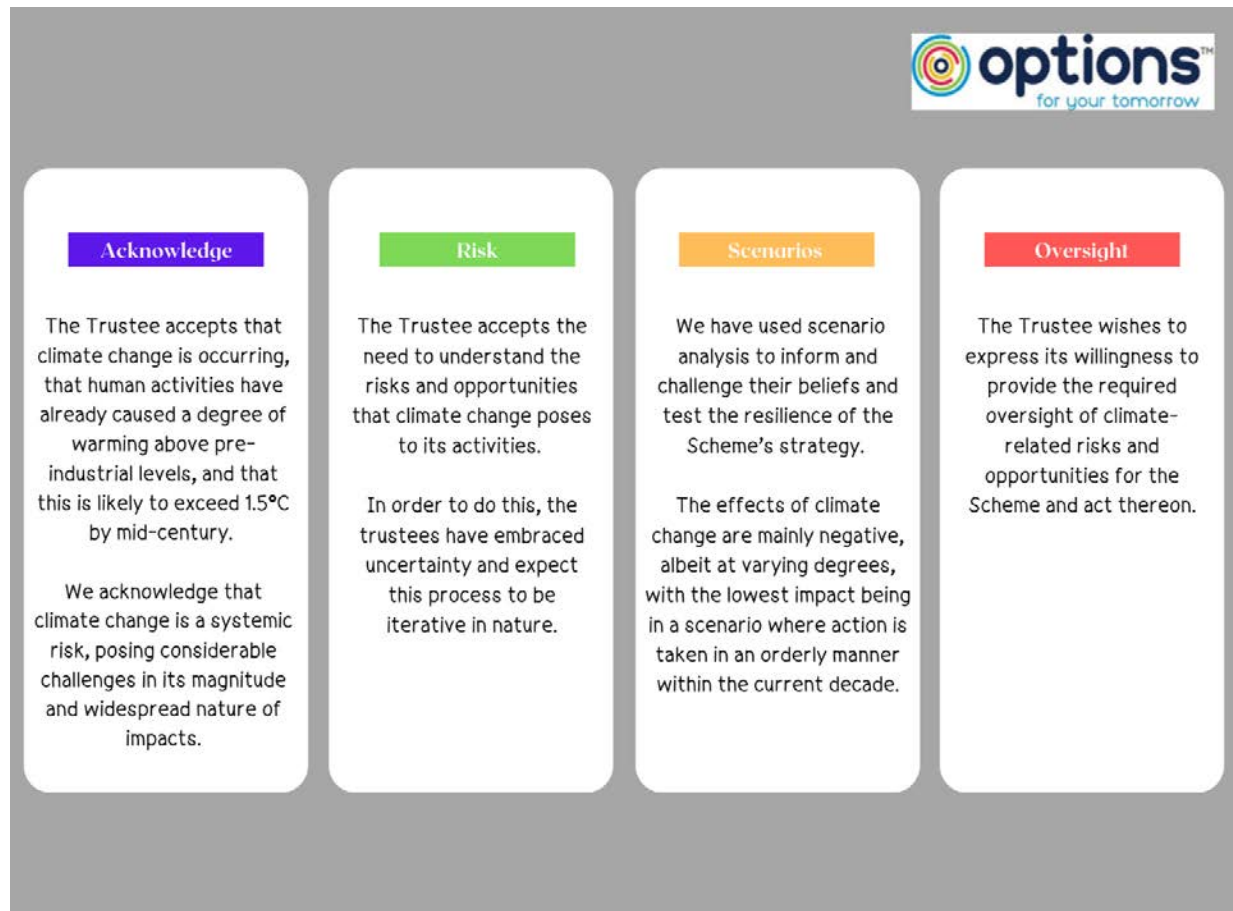 options™
for your tomorrow
Acknowledge
The Trustee accepts that
climate change is occurring,
that human activities have
already caused a degree of
warming above pre-
industrial levels, and that
this is likely to exceed 1.5°C
by mid-century.
We acknowledge that
climate change is a systemic
risk, posing considerable
challenges in its magnitude
and widespread nature of
impacts.
Risk
The Trustee accepts the
need to understand the
risks and opportunities
that climate change poses
to its activities.
In order to do this, the
trustees have embraced
uncertainty and expect
this process to be
iterative in nature.
Scenarios
We have used scenario
analysis to inform and
challenge their beliefs and
test the resilience of the
Scheme's strategy.
The effects of climate
change are mainly negative,
albeit at varying degrees,
with the lowest impact being
in a scenario where action is
taken in an orderly manner
within the current decade.
Oversight
The Trustee wishes to
express its willingness to
provide the required
oversight of climate-
related risks and
opportunities for the
Scheme and act thereon.